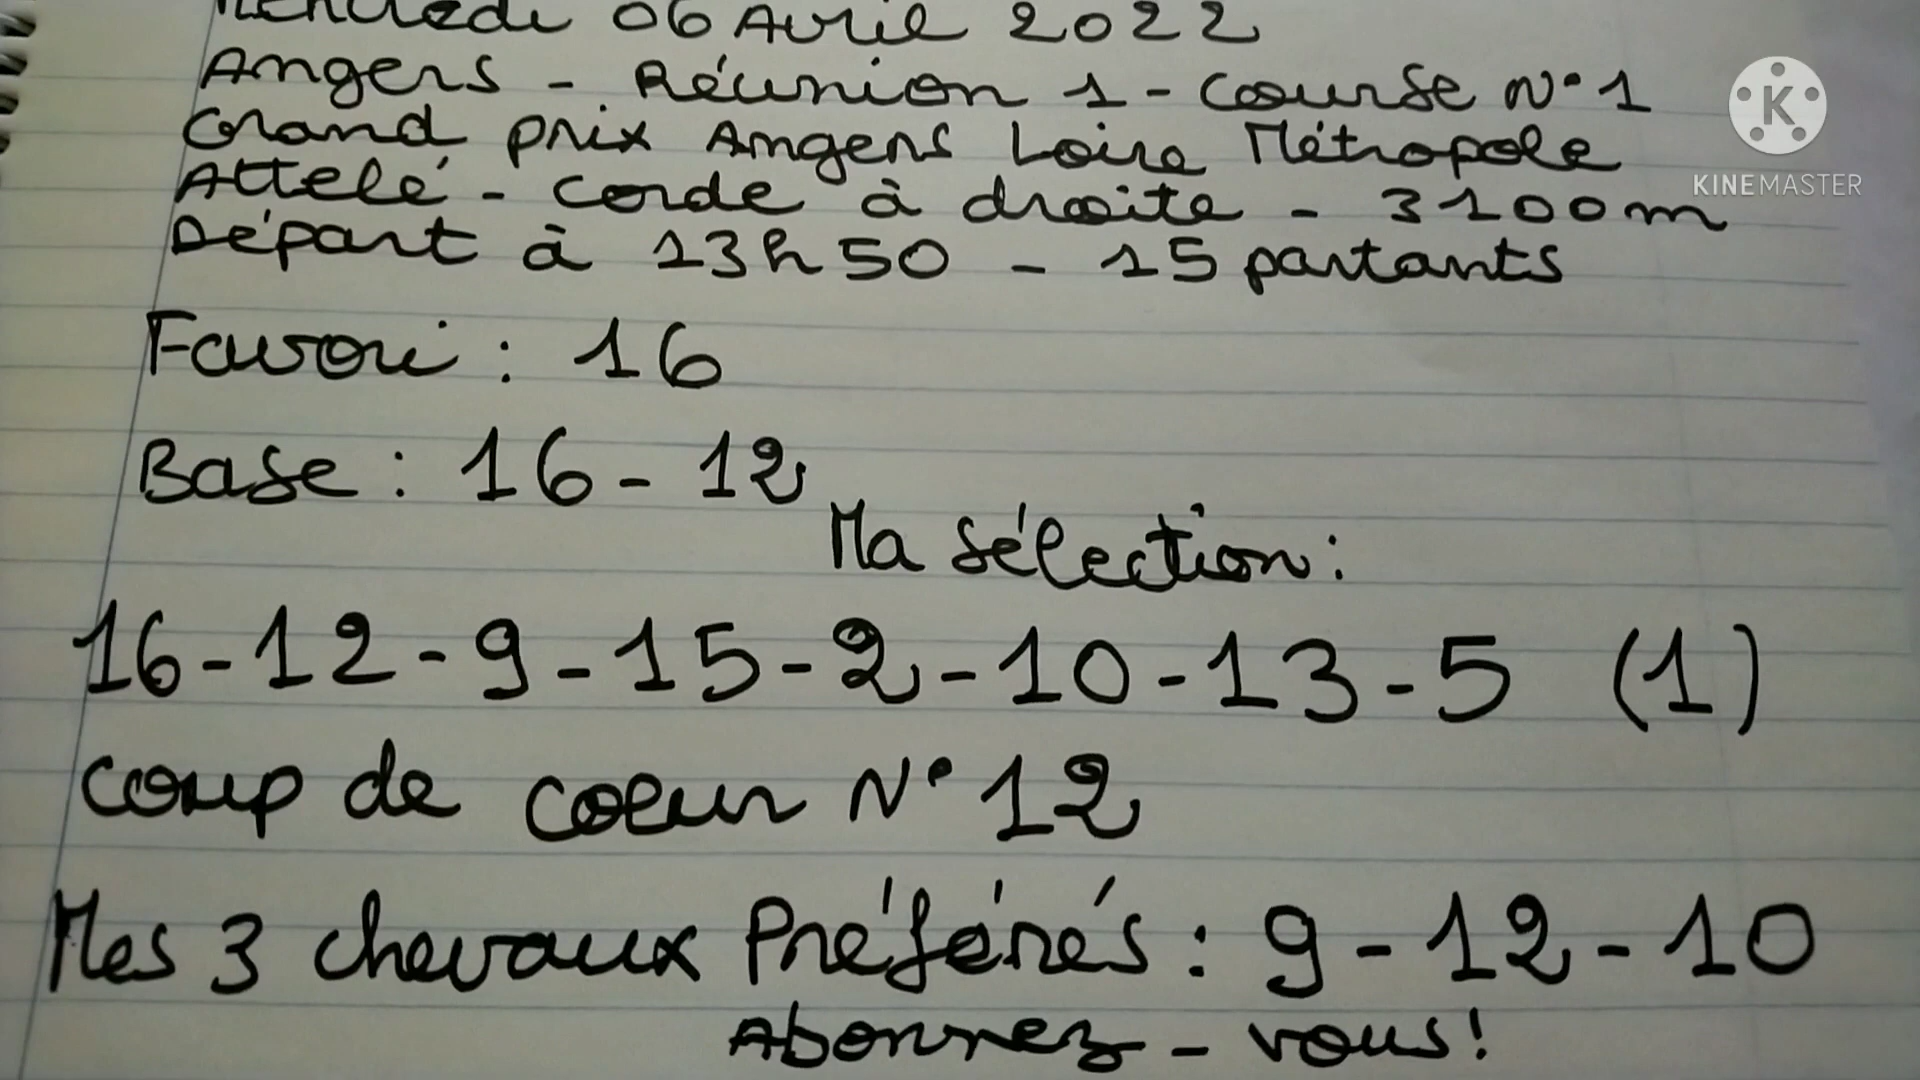 Mercredi 06 Avril 2022
Angers - Réunion 1 - Course N°1
Grand prix Angers Loire Métropole
Attelé - Corde à droite - 3100m
Départ à 13h50 - 15 partants
Favori : 16
Base : 16 - 12
Ma sélection :
16 - 12 - 9 - 15 - 2 - 10 - 13 - 5 (1)
Coup de coeur N° 12
Mes 3 chevaux Préférés : 9 - 12 - 10
Abonnez - vous !
K
KINEMASTER